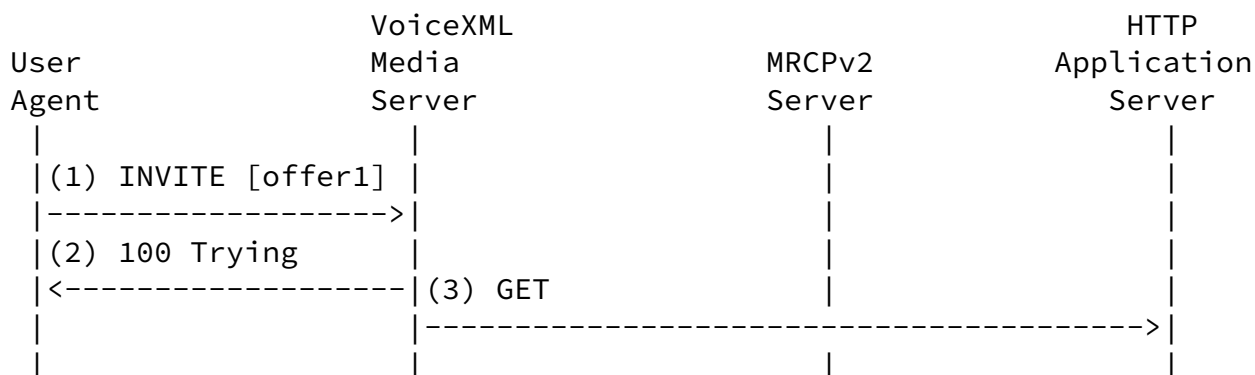 VoiceXML HTTP
User Media MRCPv2 Application
Agent Server Server Server
(1) INVITE [offer1]
(2) 100 Trying
(3) GET